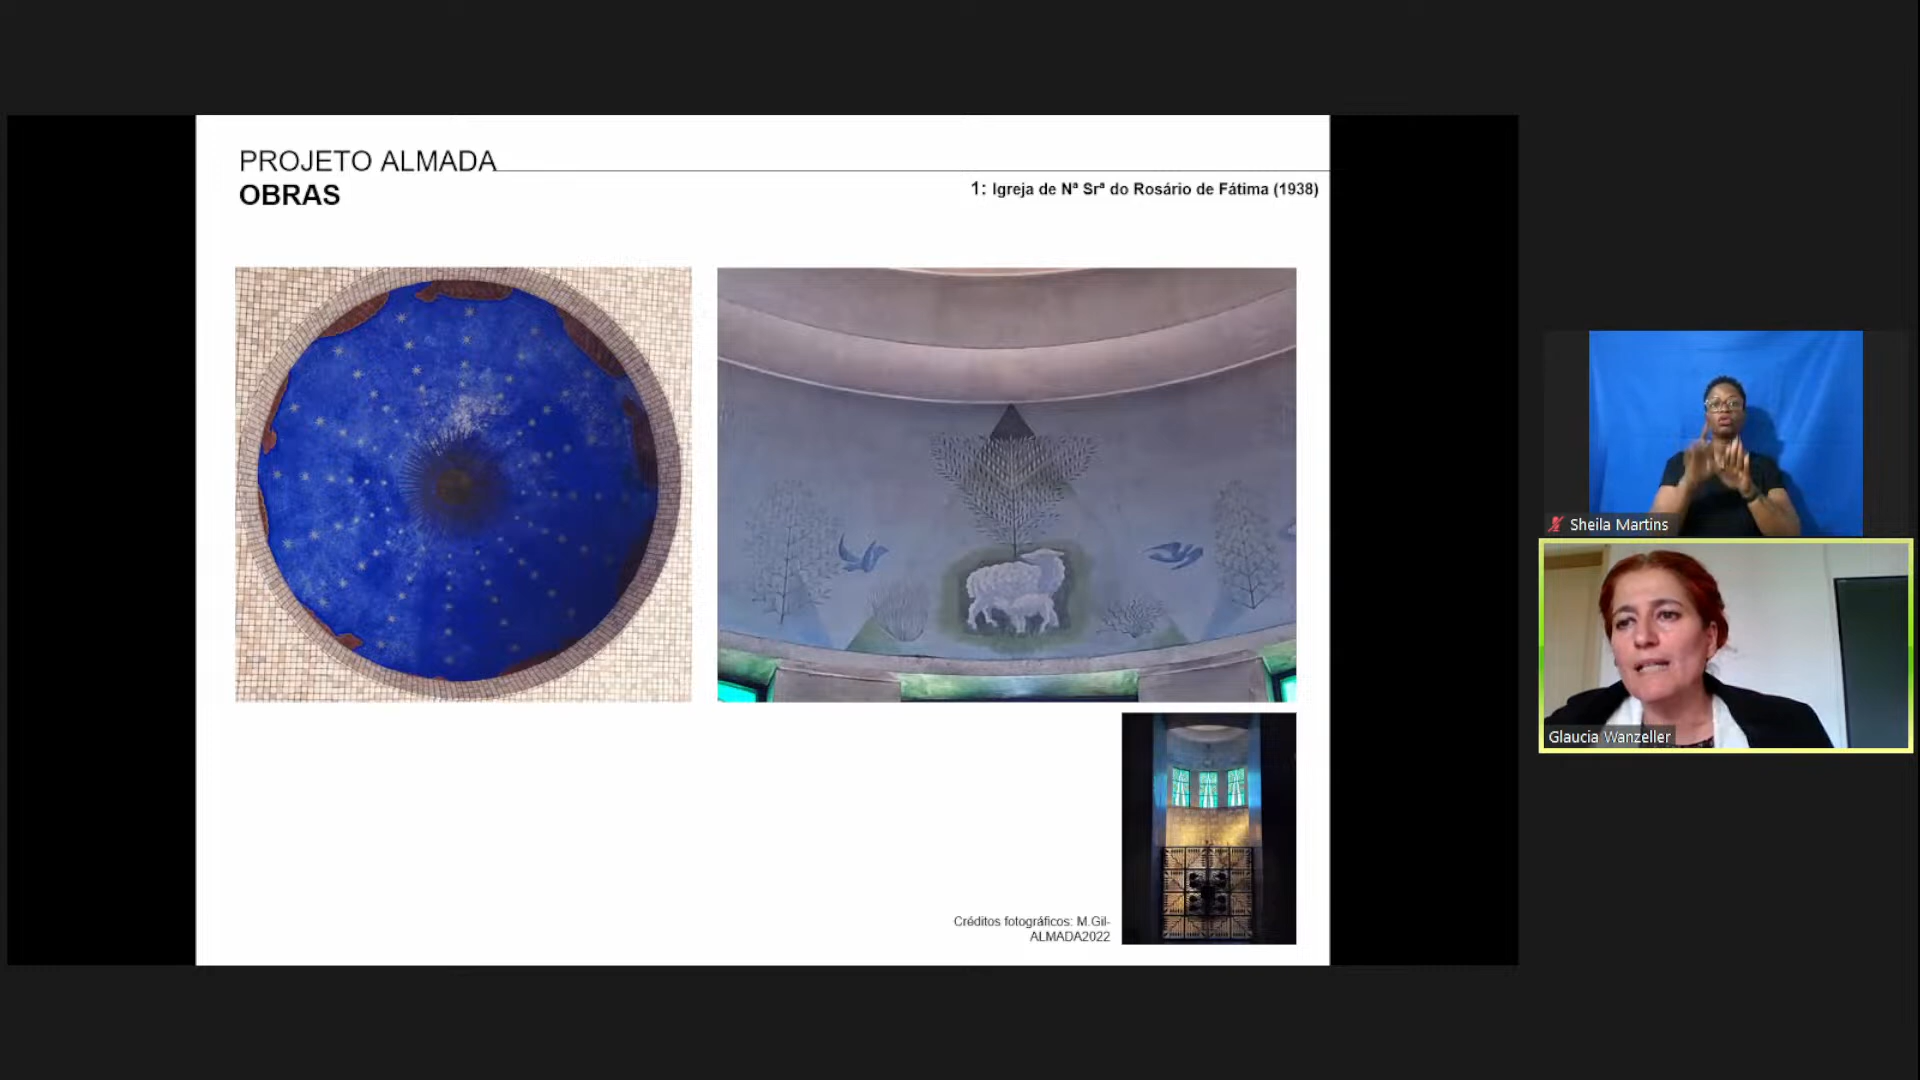 PROJETO ALMADA
OBRAS
1: Igreja de Nª Srª do Rosário de Fátima (1938)
Créditos fotográficos: M.Gil-
ALMADA2022
Sheila Martins
Glaucia Wanzeller